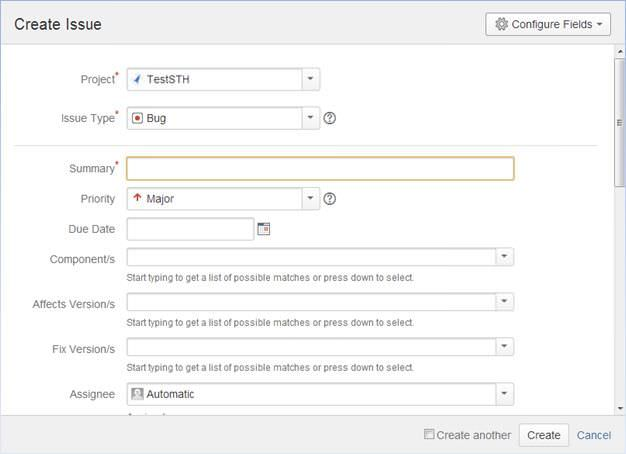 Create Issue
Configure Fields
Project*
TestSTH
Issue Type*
Bug
Summary*
Priority
Major
Due Date
Component/s
Start typing to get a list of possible matches or press down to select.
Affects Version/s
Start typing to get a list of possible matches or press down to select.
Fix Version/s
Start typing to get a list of possible matches or press down to select.
Assignee
Automatic
Create another
Create
Cancel